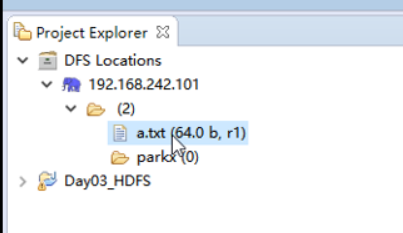 Project Explorer
DFS Locations
192.168.242.101
(2)
a.txt (64.0 b, r1)
parkx (0)
Day03_HDFS